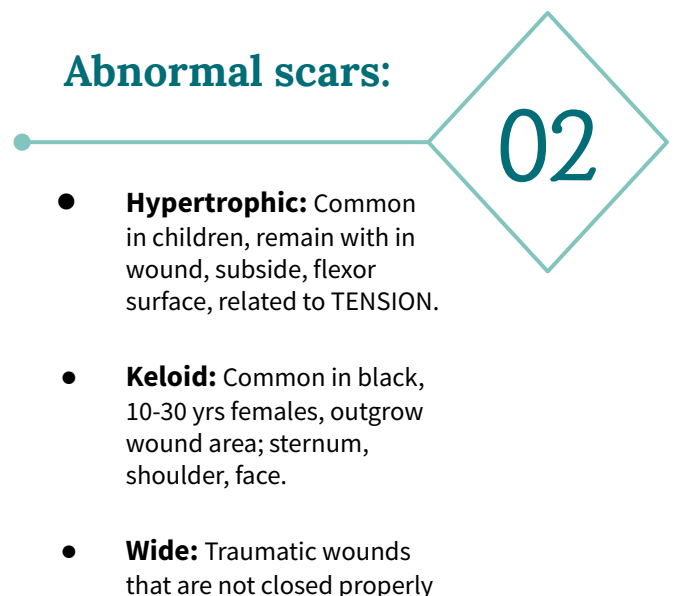 Abnormal scars:
02
Hypertrophic: Common
in children, remain with in
wound, subside, flexor
surface, related to TENSION.
Keloid: Common in black,
10-30 yrs females, outgrow
wound area; sternum,
shoulder, face.
Wide: Traumatic wounds
that are not closed properly